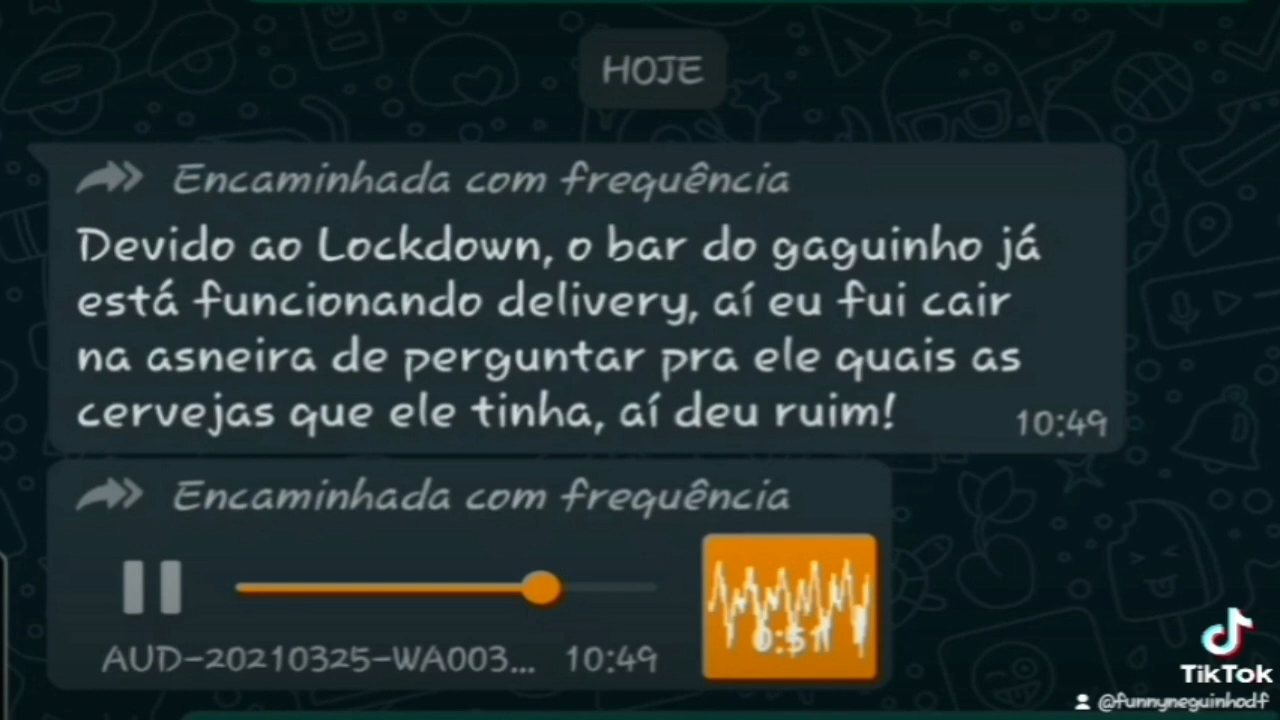 HOJE
Encaminhada com frequência
Devido ao Lockdown, o bar do gaguinho já
está funcionando delivery, aí eu fui cair
na asneira de perguntar pra ele quais as
cervejas que ele tinha, aí deu ruim!
10:49
Encaminhada com frequência
0:51
AUD-20210325-WA003... 10:49
TikTok
@funnyneguinhodf